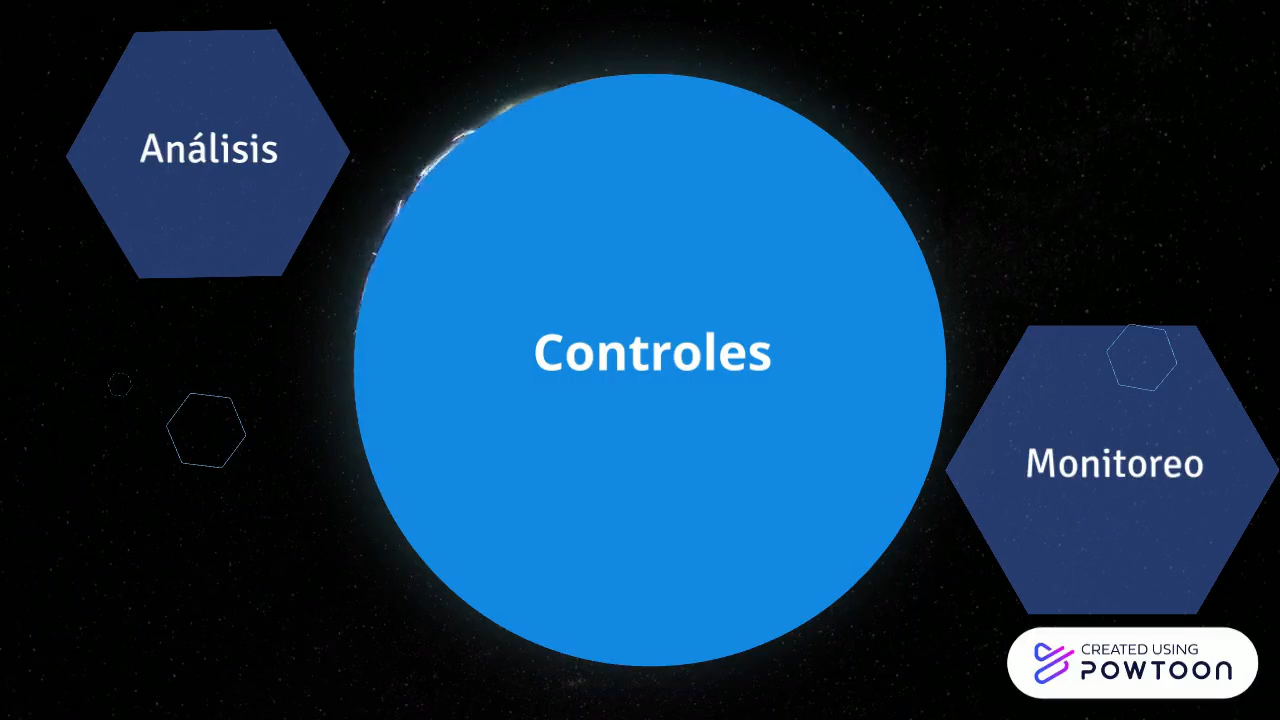 Análisis
Controles
Monitoreo
CREATED USING
POWTOON